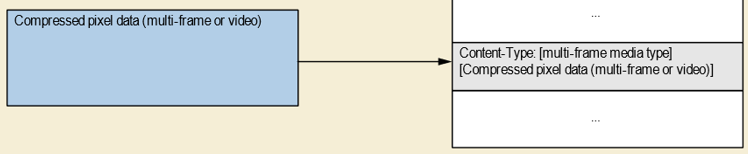 Compressed pixel data (multi-frame or video)
...
Content-Type: [multi-frame media type]
[Compressed pixel data (multi-frame or video)]
...